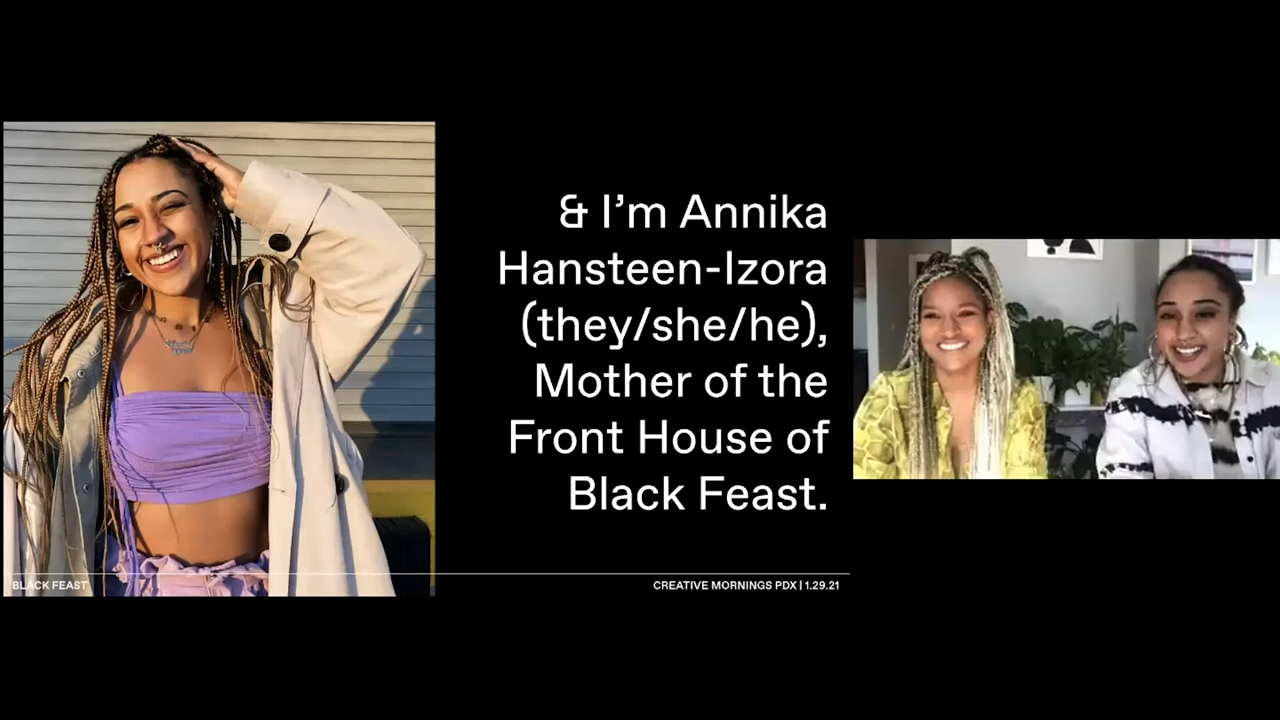 & I’m Annika
Hansteen-Izora
(they/she/he),
Mother of the
Front House of
Black Feast.
BLACK FEAST
CREATIVE MORNINGS PDX | 1.29.21